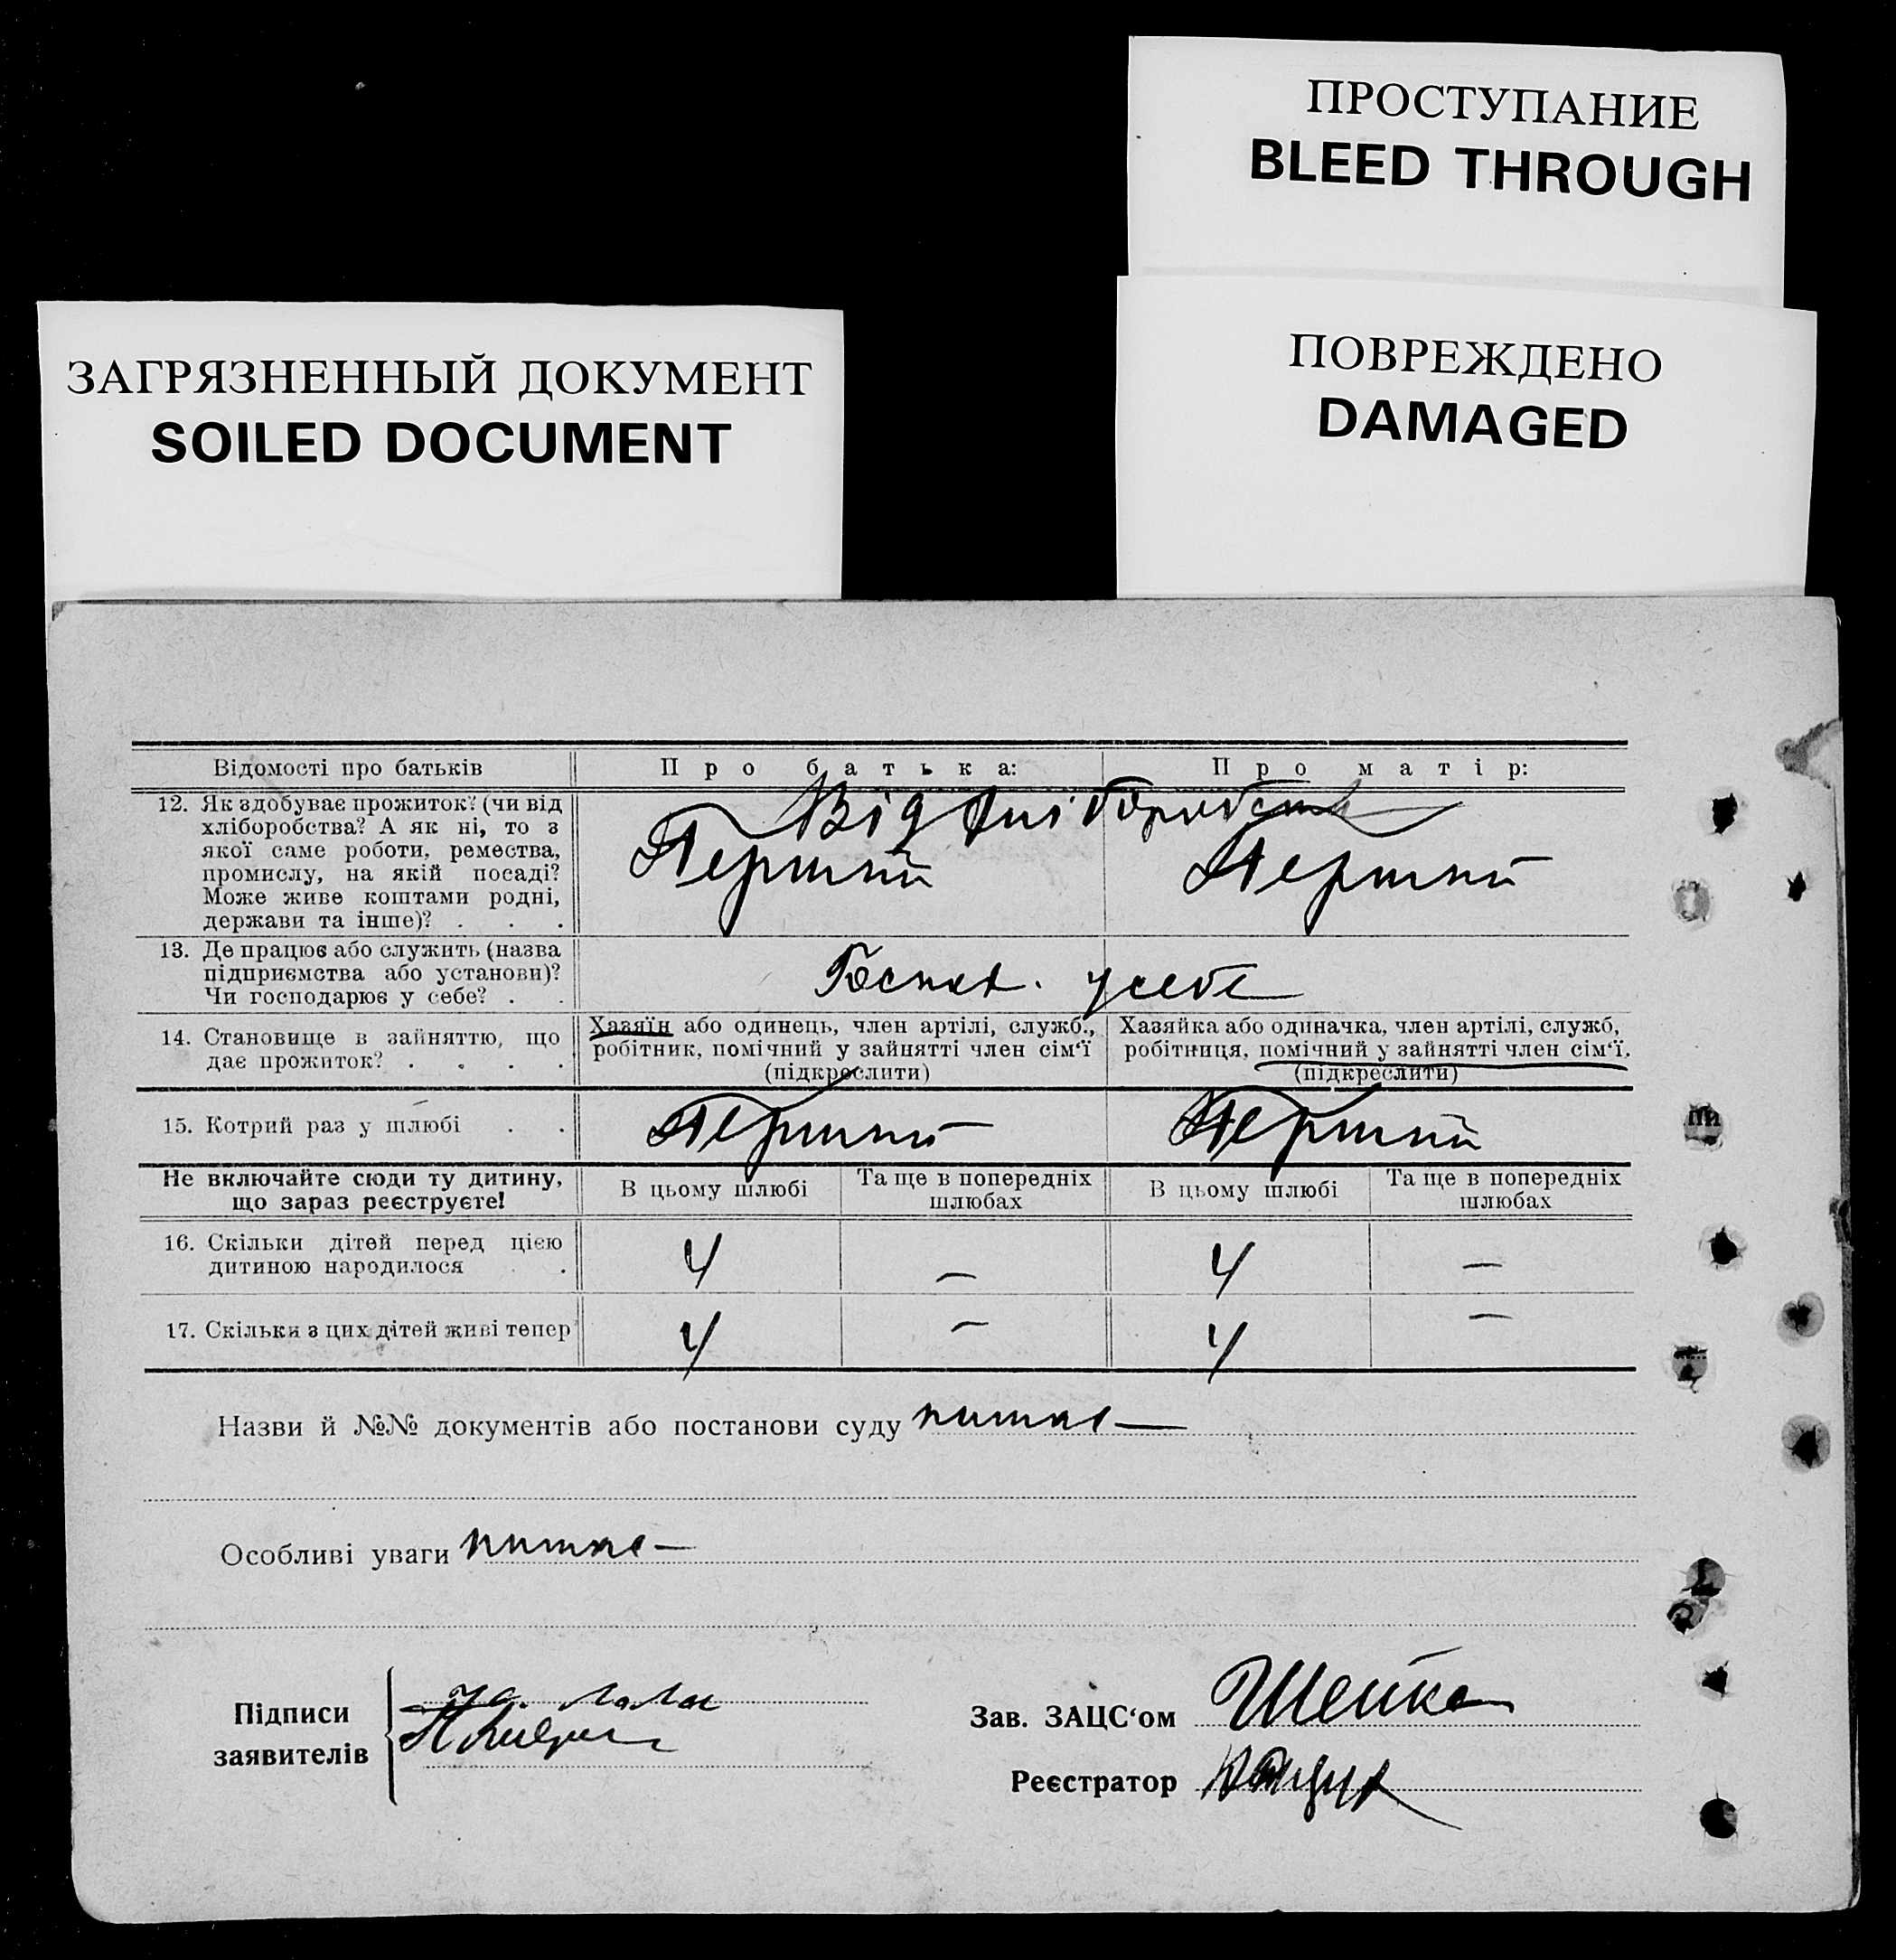 ПРОСТУПАНИЕ
BLEED THROUGH
ПОВРЕЖДЕНО
DAMAGED
ЗАГРЯЗНЕННЫЙ ДОКУМЕНТ
SOILED DOCUMENT
Відомості про батьків
Про батька:
Про матір:
12. Як здобуває прожиток? (чи від
хліборобства? А як ні, то з
якої саме роботи, ремества,
промислу, на якій посаді?
Може живе коштами родні,
держави та інше)? . . .
Від хліборобства
Перший
Перший
13. Де працює або служить (назва
підприємства або установи)?
Чи господарює у себе? . .
Господ. у себе
14. Становище в зайняттю, що
дає прожиток? . . . .
Хазяїн або одинець, член артілі, служб.,
робітник, помічний у зайнятті член сім‘ї
(підкреслити)
Хазяйка або одиначка, член артілі, служб,
робітниця, помічний у зайнятті член сім‘ї.
(підкреслити)
15. Котрий раз у шлюбі . .
Перший
Перший
Не включайте сюди ту дитину,
що зараз реєструєте!
В цьому шлюбі
Та ще в попередніх
шлюбах
В цьому шлюбі
Та ще в попередніх
шлюбах
16. Скільки дітей перед цією
дитиною народилося .
4 — 4 —
17. Скільки з цих дітей живі тепер
4 — 4 —
Назви й №№ документів або постанови суду немає —
Особливі уваги немає —
Підписи
заявителів
Зав. ЗАЦС‘ом Шейко
Реєстратор